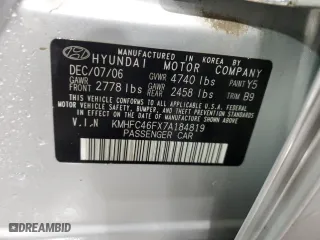 MANUFACTURED IN KOREA BY
HYUNDAI MOTOR COMPANY
DEC/07/06 GVWR 4740 lbs PAINT Y5
GAWR FRONT 2778 lbs GAWR REAR 2458 lbs TRIM B9
THIS VEHICLE CONFORMS TO ALL APPLICABLE
FEDERAL MOTOR VEHICLE SAFETY, BUMPER, AND
THEFT PREVENTION STANDARDS IN EFFECT ON
THE DATE OF MANUFACTURE SHOWN ABOVE.
V.I.N KMHFC46FX7A184819
PASSENGER CAR
DREAMBID